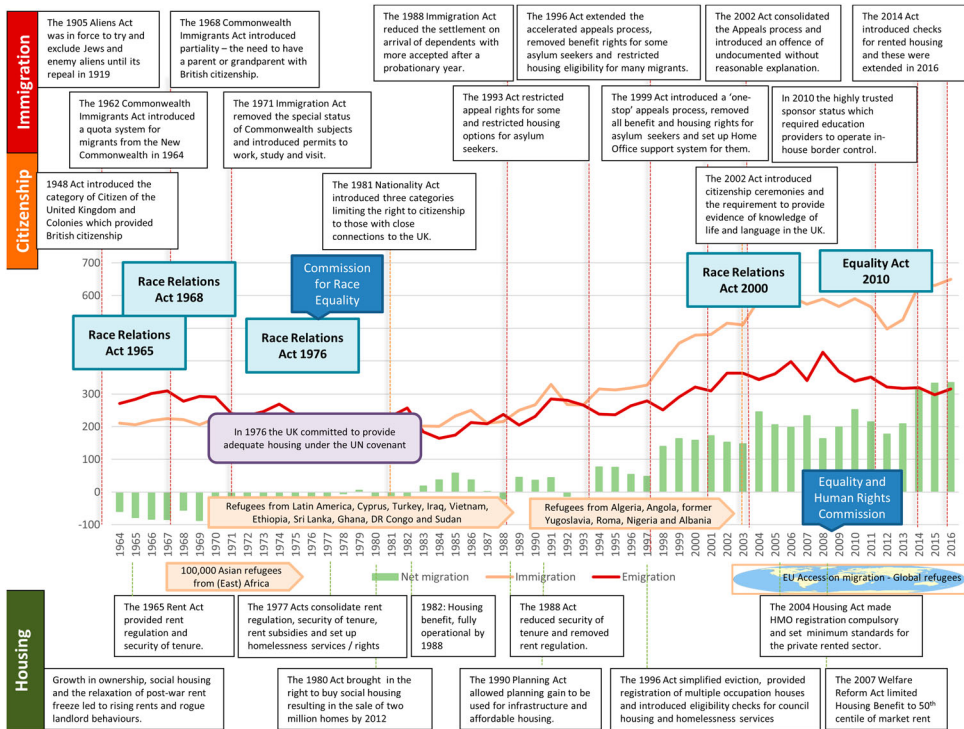 Immigration
The 1905 Aliens Act
was in force to try and
exclude Jews and
enemy aliens until its
repeal in 1919
The 1968 Commonwealth
Immigrants Act introduced
partiality – the need to have
a parent or grandparent with
British citizenship.
The 1988 Immigration Act
reduced the settlement on
arrival of dependents with
more accepted after a
probationary year.
The 1996 Act extended the
accelerated appeals process,
removed benefit rights for some
asylum seekers and restricted
housing eligibility for many migrants.
The 2002 Act consolidated
the Appeals process and
introduced an offence of
undocumented without
reasonable explanation.
The 2014 Act
introduced checks
for rented housing
and these were
extended in 2016
The 1962 Commonwealth
Immigrants Act introduced
a quota system for
migrants from the New
Commonwealth in 1964
The 1971 Immigration Act
removed the special status
of Commonwealth subjects
and introduced permits to
work, study and visit.
The 1993 Act restricted
appeal rights for some
and restricted housing
options for asylum
seekers.
The 1999 Act introduced a ‘one-
stop’ appeals process, removed
all benefit and housing rights for
asylum seekers and set up Home
Office support system for them.
In 2010 the highly trusted
sponsor status which
required education
providers to operate in-
house border control.
Citizenship
1948 Act introduced the
category of Citizen of the
United Kingdom and
Colonies which provided
British citizenship
The 1981 Nationality Act
introduced three categories
limiting the right to citizenship
to those with close
connections to the UK.
The 2002 Act introduced
citizenship ceremonies and
the requirement to provide
evidence of knowledge of
life and language in the UK.
700
600
300
200
100
0
-100
Race Relations
Act 1968
Commission
for Race
Equality
Race Relations
Act 2000
Equality Act
2010
Race Relations
Act 1965
Race Relations
Act 1976
In 1976 the UK committed to provide
adequate housing under the UN covenant
Refugees from Latin America, Cyprus, Turkey, Iraq, Vietnam,
Ethiopia, Sri Lanka, Ghana, DR Congo and Sudan
Refugees from Algeria, Angola, former
Yugoslavia, Roma, Nigeria and Albania
Equality and
Human Rights
Commission
1964 1965 1966 1967 1968 1969 1970 1971 1972 1973 1974 1975 1976 1977 1978 1979 1980 1981 1982 1983 1984 1985 1986 1987 1988 1989 1990 1991 1992 1993 1994 1995 1996 1997 1998 1999 2000 2001 2002 2003 2004 2005 2006 2007 2008 2009 2010 2011 2012 2013 2014 2015 2016
100,000 Asian refugees
from (East) Africa
Net migration
Immigration
Emigration
EU Access on migration - Global refugees
Housing
The 1965 Rent Act
provided rent
regulation and
security of tenure.
The 1977 Acts consolidate rent
regulation, security of tenure,
rent subsidies and set up
homelessness services / rights
1982: Housing
benefit, fully
operational by
1988
The 1988 Act
reduced security of
tenure and removed
rent regulation.
The 2004 Housing Act made
HMO registration compulsory
and set minimum standards for
the private rented sector.
Growth in ownership, social housing
and the relaxation of post-war rent
freeze led to rising rents and rogue
landlord behaviours.
The 1980 Act brought in the
right to buy social housing
resulting in the sale of two
million homes by 2012
The 1990 Planning Act
allowed planning gain to
be used for infrastructure and
affordable housing.
The 1996 Act simplified eviction, provided
registration of multiple occupation houses
and introduced eligibility checks for council
housing and homelessness services
The 2007 Welfare
Reform Act limited
Housing Benefit to 50th
centile of market rent